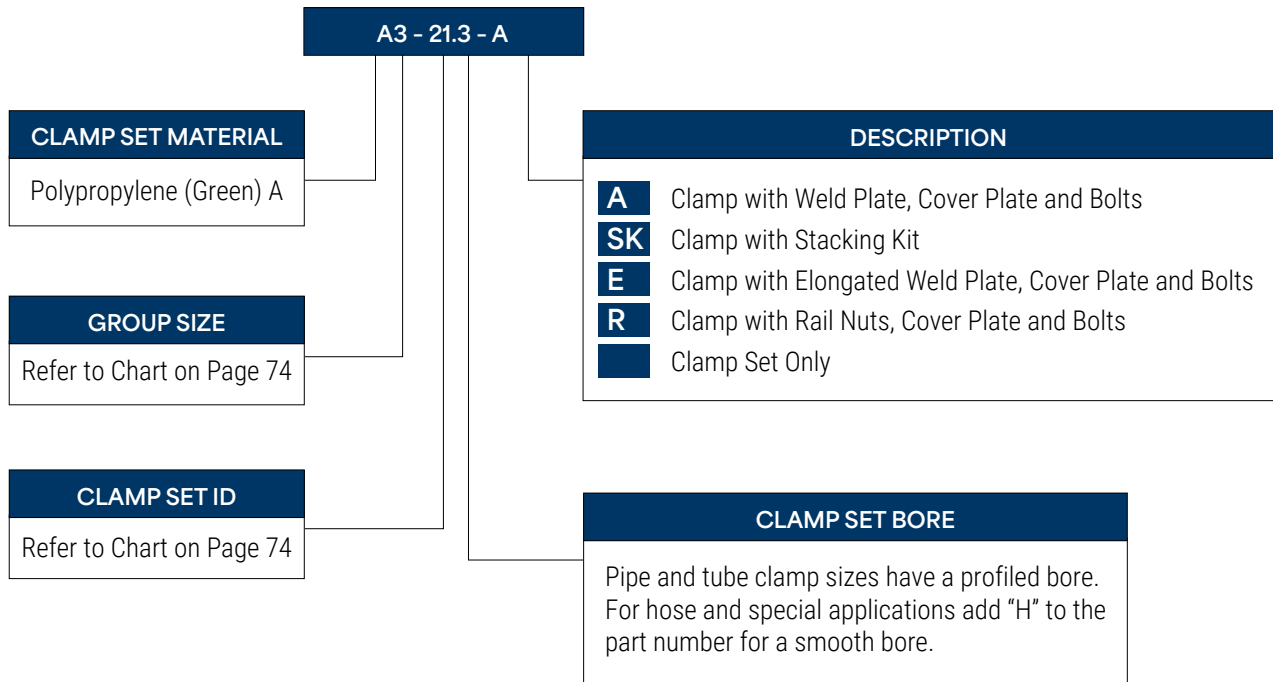 A3 - 21.3 - A
CLAMP SET MATERIAL
Polypropylene (Green) A
GROUP SIZE
Refer to Chart on Page 74
CLAMP SET ID
Refer to Chart on Page 74
DESCRIPTION
A Clamp with Weld Plate, Cover Plate and Bolts
SK Clamp with Stacking Kit
E Clamp with Elongated Weld Plate, Cover Plate and Bolts
R Clamp with Rail Nuts, Cover Plate and Bolts
Clamp Set Only
CLAMP SET BORE
Pipe and tube clamp sizes have a profiled bore.
For hose and special applications add “H” to the
part number for a smooth bore.